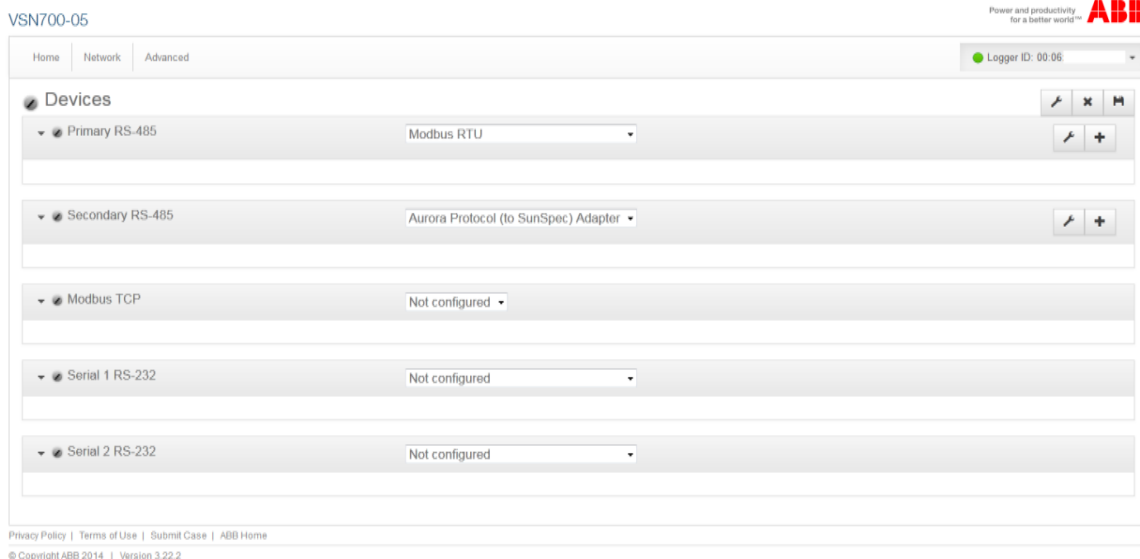 VSN700-05
Power and productivity
for a better world™ ABB
Home Network Advanced
Logger ID: 00:06
Devices
Primary RS-485 Modbus RTU
Secondary RS-485 Aurora Protocol (to SunSpec) Adapter
Modbus TCP Not configured
Serial 1 RS-232 Not configured
Serial 2 RS-232 Not configured
Privacy Policy | Terms of Use | Submit Case | ABB Home
© Copyright ABB 2014 | Version 3.22.2